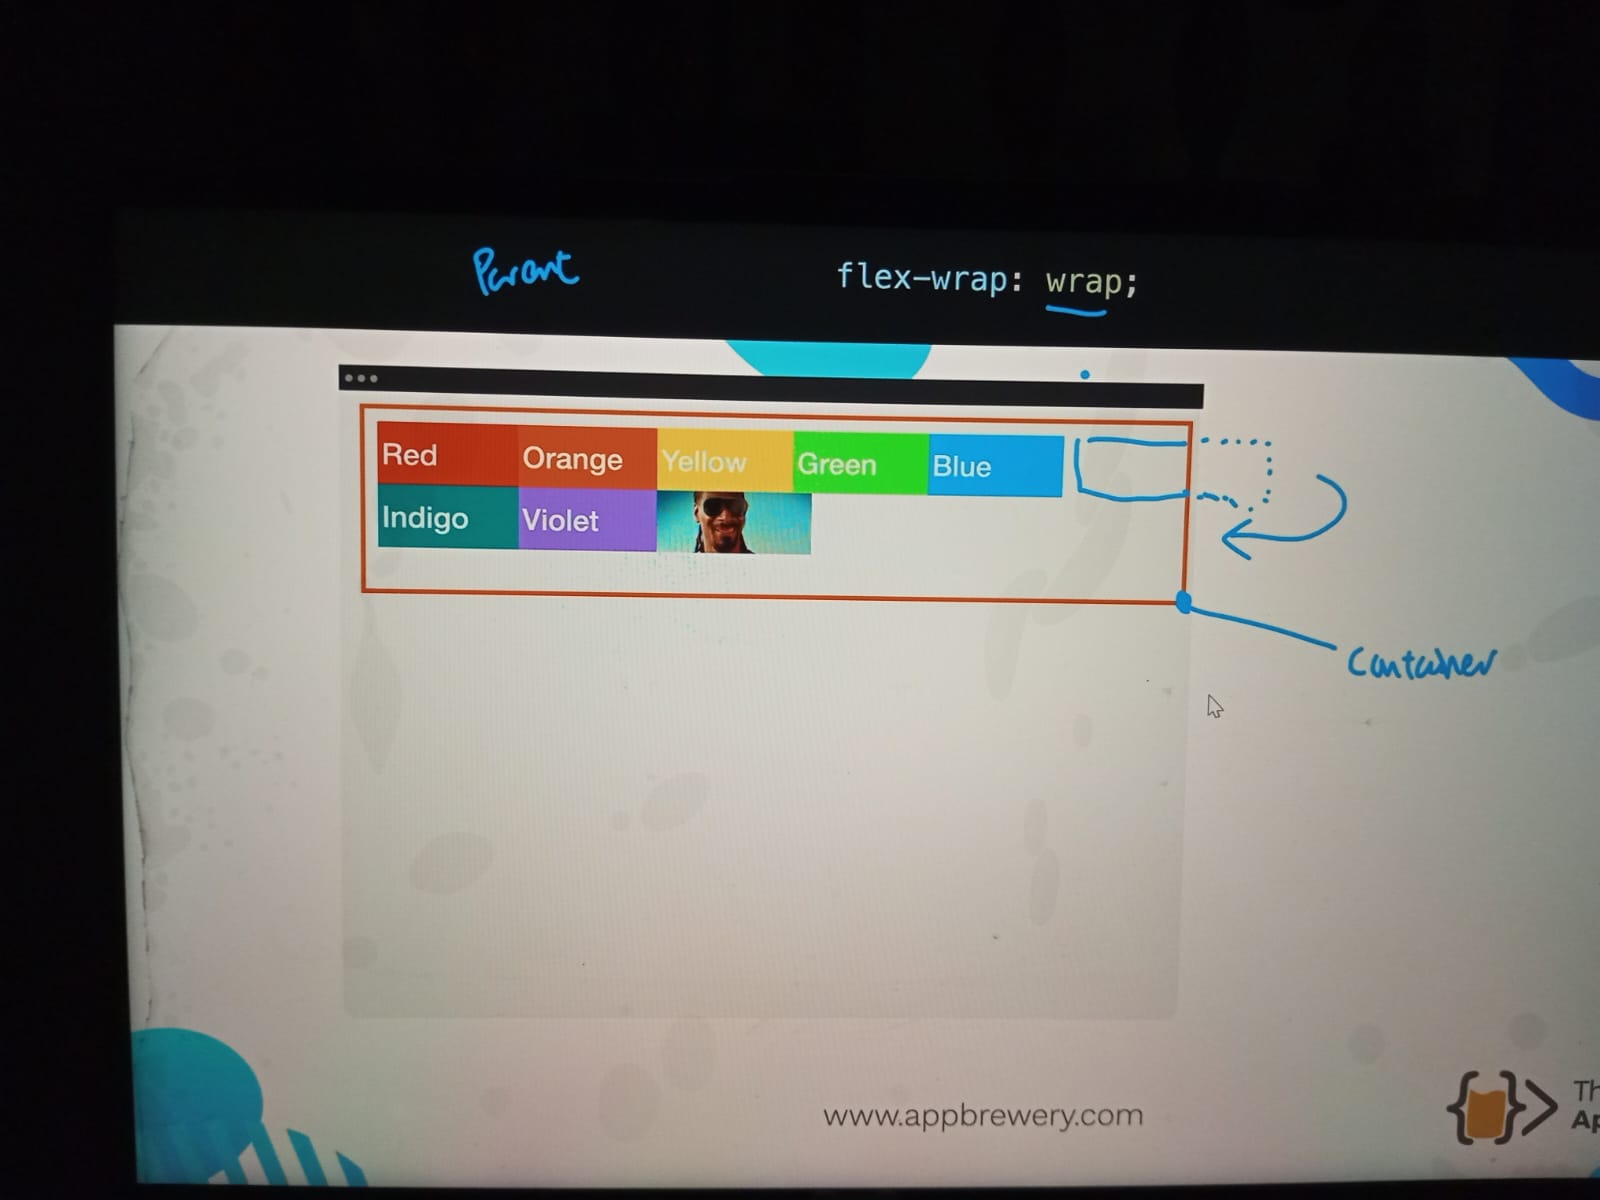 Parent flex-wrap: wrap;
Red Orange Yellow Green Blue
Indigo Violet
Container
www.appbrewery.com